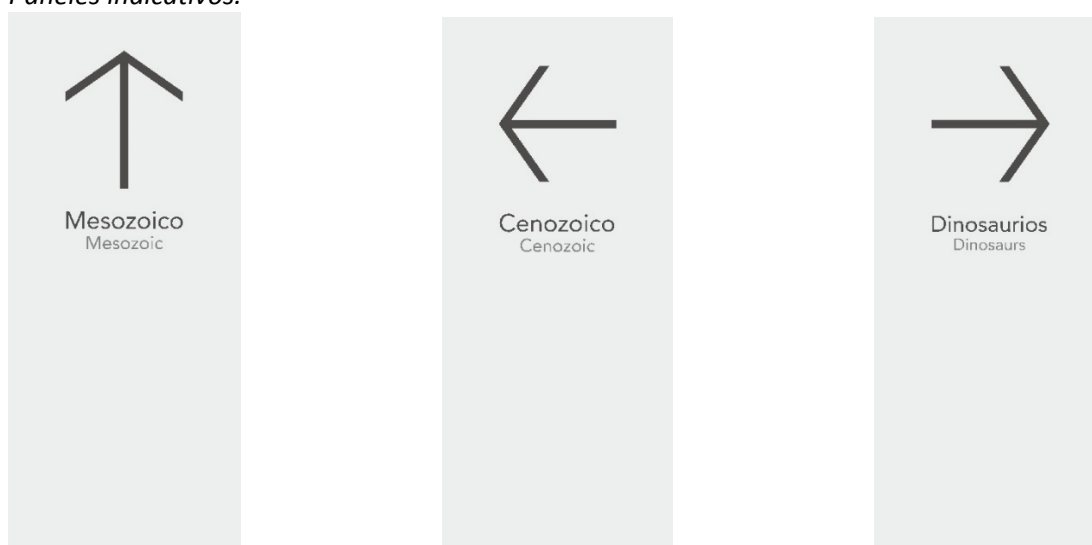 Paneles indicativos:
Mesozoico
Mesozoic
Cenozoico
Cenozoic
Dinosaurios
Dinosaurs